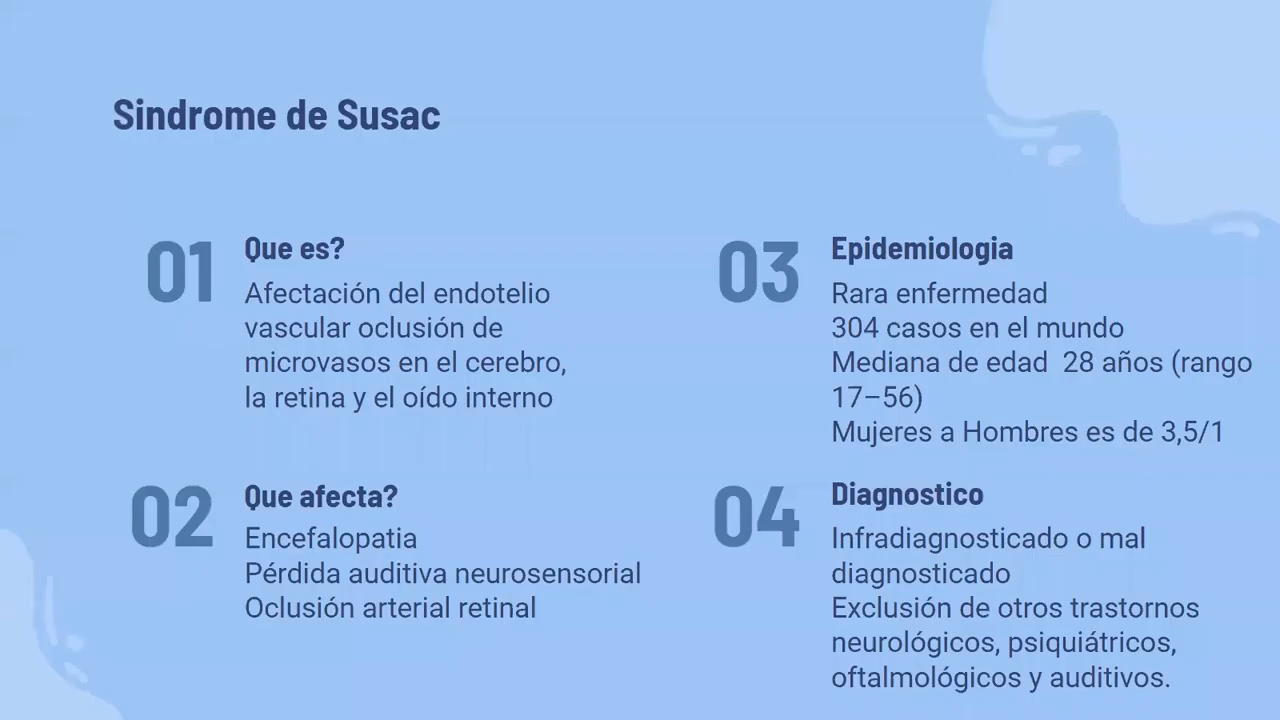 Sindrome de Susac
01
Que es?
Afectación del endotelio
vascular oclusión de
microvasos en el cerebro,
la retina y el oído interno
02
Que afecta?
Encefalopatia
Pérdida auditiva neurosensorial
Oclusión arterial retinal
03
Epidemiologia
Rara enfermedad
304 casos en el mundo
Mediana de edad  28 años (rango
17–56)
Mujeres a Hombres es de 3,5/1
04
Diagnostico
Infradiagnosticado o mal
diagnosticado
Exclusión de otros trastornos
neurológicos, psiquiátricos,
oftalmológicos y auditivos.